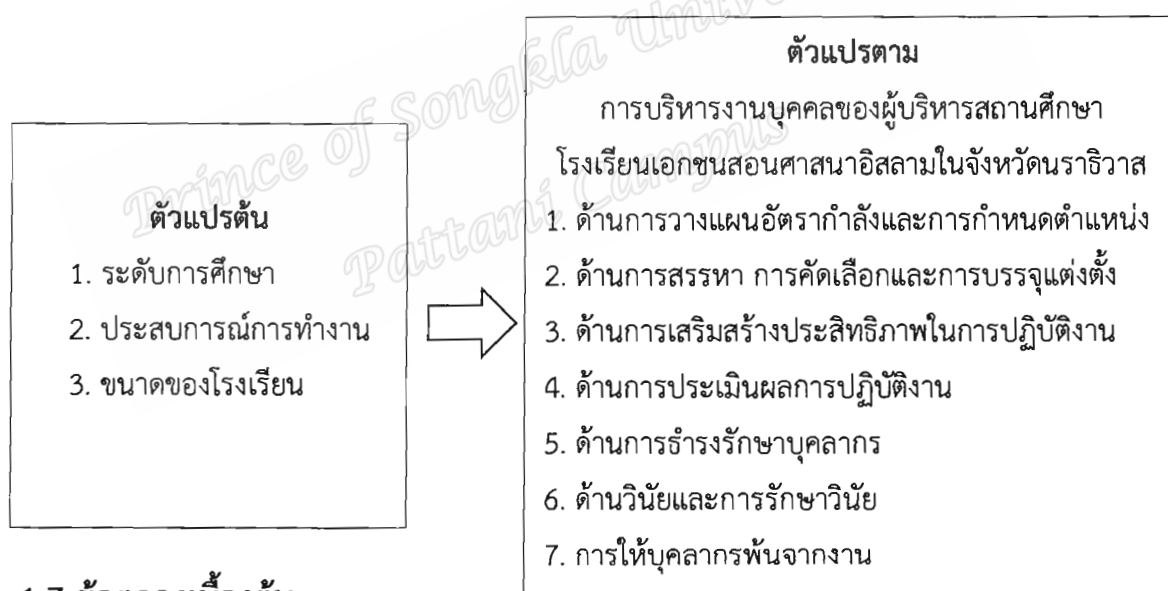 Prince of Songkla
Pattani Campus
ตัวแปรต้น
1. ระดับการศึกษา
2. ประสบการณ์การทำงาน
3. ขนาดของโรงเรียน
ตัวแปรตาม
การบริหารงานบุคคลของผู้บริหารสถานศึกษา
โรงเรียนเอกชนสอนศาสนาอิสลามในจังหวัดนราธิวาส
1. ด้านการวางแผนอัตรากำลังและการกำหนดตำแหน่ง
2. ด้านการสรรหา การคัดเลือกและการบรรจุแต่งตั้ง
3. ด้านการเสริมสร้างประสิทธิภาพในการปฏิบัติงาน
4. ด้านการประเมินผลการปฏิบัติงาน
5. ด้านการธำรงรักษาบุคลากร
6. ด้านวินัยและการรักษาวินัย
7. การให้บุคลากรพ้นจากงาน